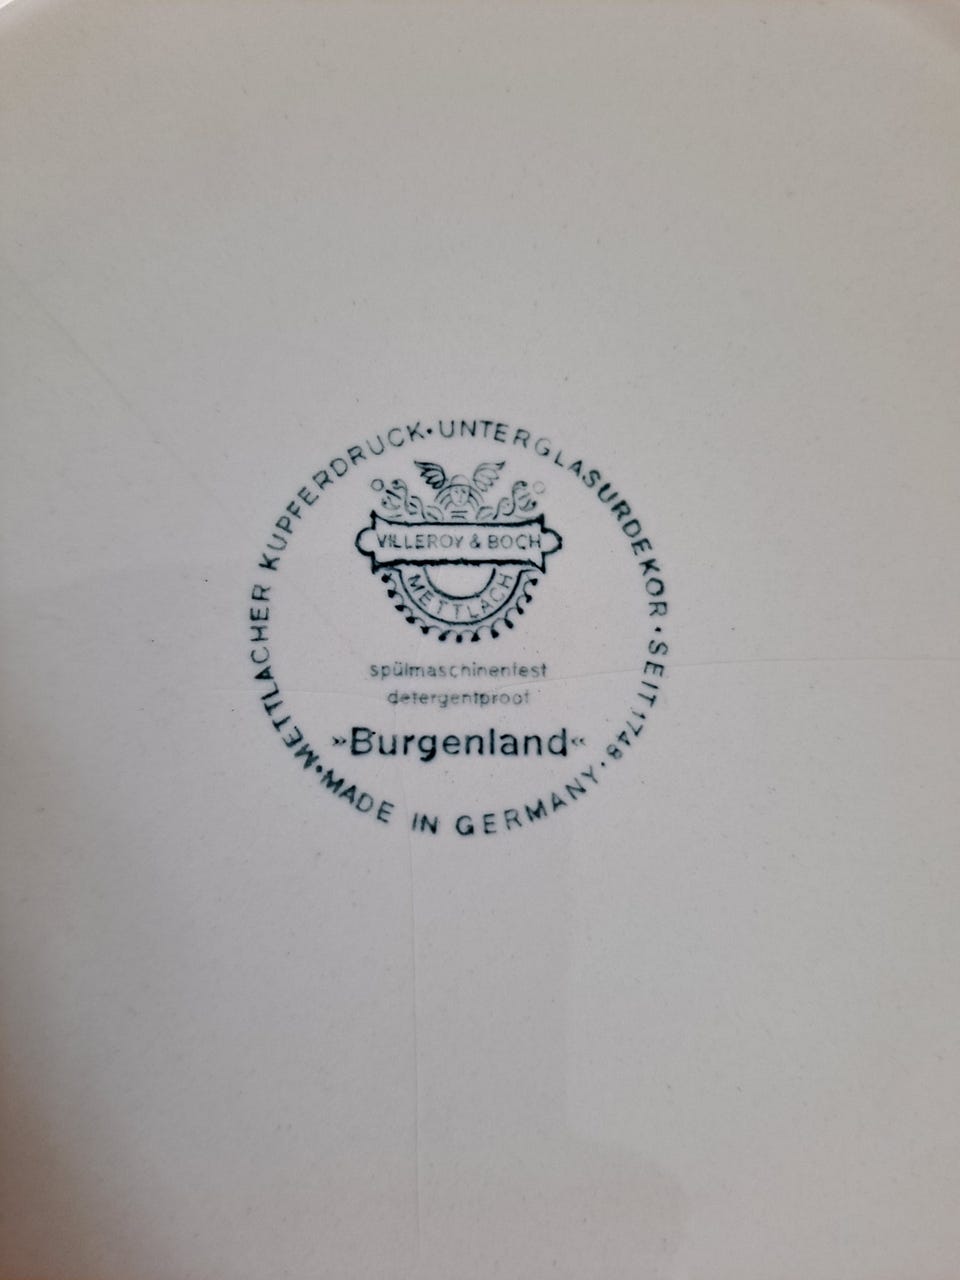 METTLACHER KUPFERDRUCK · UNTERGLASURDEKOR · SEIT 1748 · MADE IN GERMANY ·
VILLEROY & BOCH
METTLACH
spülmaschinenfest
detergentproof
»Burgenland«